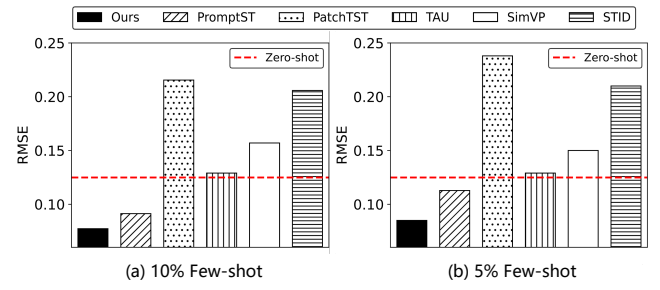 Ours PromptST PatchTST TAU SimVP STID
0.25
0.20
0.15
0.10
RMSE
Zero-shot
(a) 10% Few-shot
0.25
0.20
0.15
0.10
RMSE
Zero-shot
(b) 5% Few-shot